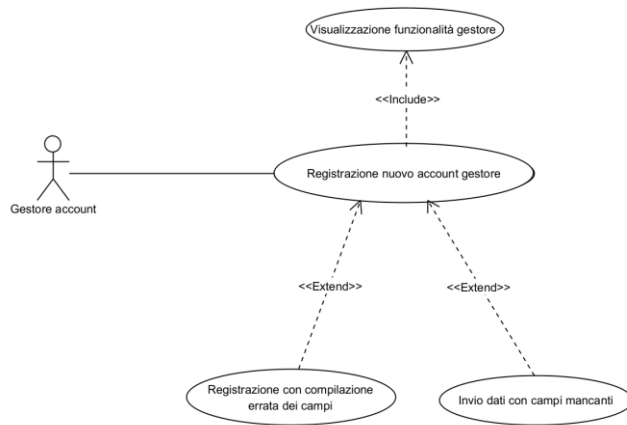 Visualizzazione funzionalità gestore
<<Include>>
Registrazione nuovo account gestore
Gestore account
<<Extend>>
<<Extend>>
Registrazione con compilazione
errata dei campi
Invio dati con campi mancanti